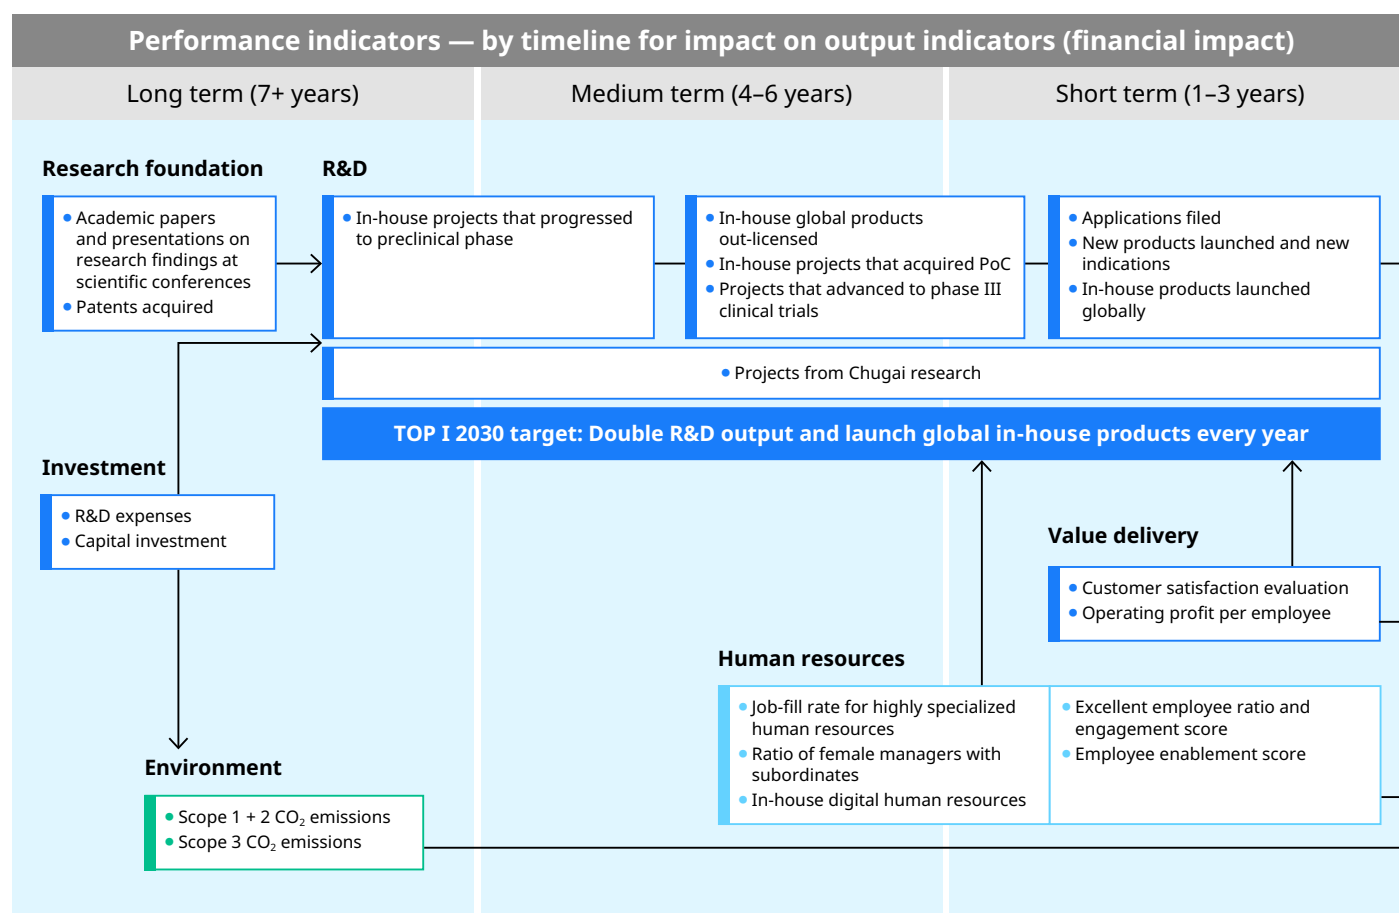 Performance indicators — by timeline for impact on output indicators (financial impact)
Long term (7+ years)
Medium term (4–6 years)
Short term (1–3 years)
Research foundation
• Academic papers
and presentations on
research findings at
scientific conferences
• Patents acquired
R&D
• In-house projects that progressed
to preclinical phase
• In-house global products
out-licensed
• In-house projects that acquired PoC
• Projects that advanced to phase III
clinical trials
• Applications filed
• New products launched and new
indications
• In-house products launched
globally
• Projects from Chugai research
TOP I 2030 target: Double R&D output and launch global in-house products every year
Investment
• R&D expenses
• Capital investment
Value delivery
• Customer satisfaction evaluation
• Operating profit per employee
Human resources
• Job-fill rate for highly specialized
human resources
• Ratio of female managers with
subordinates
• In-house digital human resources
• Excellent employee ratio and
engagement score
• Employee enablement score
Environment
• Scope 1 + 2 CO₂ emissions
• Scope 3 CO₂ emissions